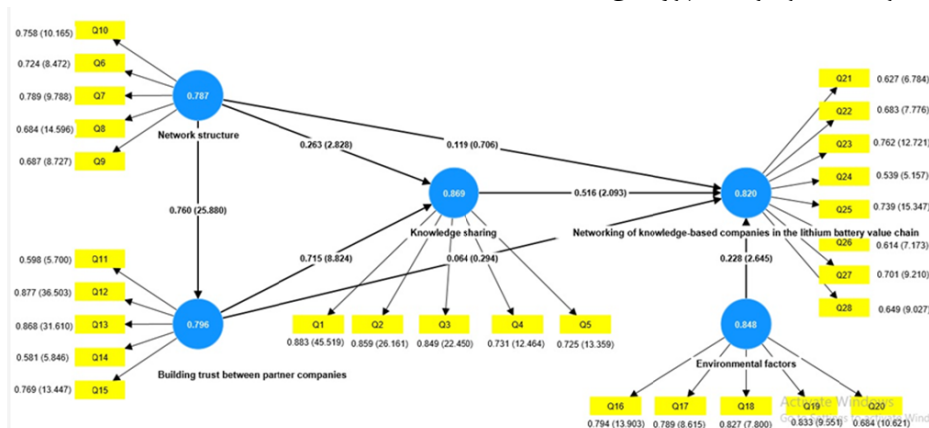 Q10
0.758 (10.165)
Q6
0.724 (8.472)
Q7
0.789 (9.788)
Q8
0.684 (14.596)
Q9
0.687 (8.727)
0.787
Network structure
0.263 (2.828)
0.119 (0.706)
0.760 (25.880)
0.869
Knowledge sharing
0.516 (2.093)
0.715 (8.824)
0.064 (0.294)
Q11
0.598 (5.700)
Q12
0.877 (36.503)
Q13
0.868 (31.610)
Q14
0.581 (5.846)
Q15
0.769 (13.447)
0.796
Building trust between partner companies
Q1
Q2
Q3
Q4
Q5
0.883 (45.519)
0.859 (26.161)
0.849 (22.450)
0.731 (12.464)
0.725 (13.359)
Q21
0.627 (6.784)
Q22
0.683 (7.776)
Q23
0.762 (12.721)
Q24
0.539 (5.157)
Q25
0.739 (15.347)
0.820
Networking of knowledge-based companies in the lithium battery value chain
Q26
0.614 (7.173)
Q27
0.701 (9.210)
Q28
0.649 (9.027)
0.228 (2.645)
0.848
Environmental factors
Q16
Q17
Q18
Q19
Q20
0.794 (13.903)
0.789 (8.615)
0.827 (7.800)
0.833 (9.551)
0.684 (10.621)
Activate Windows